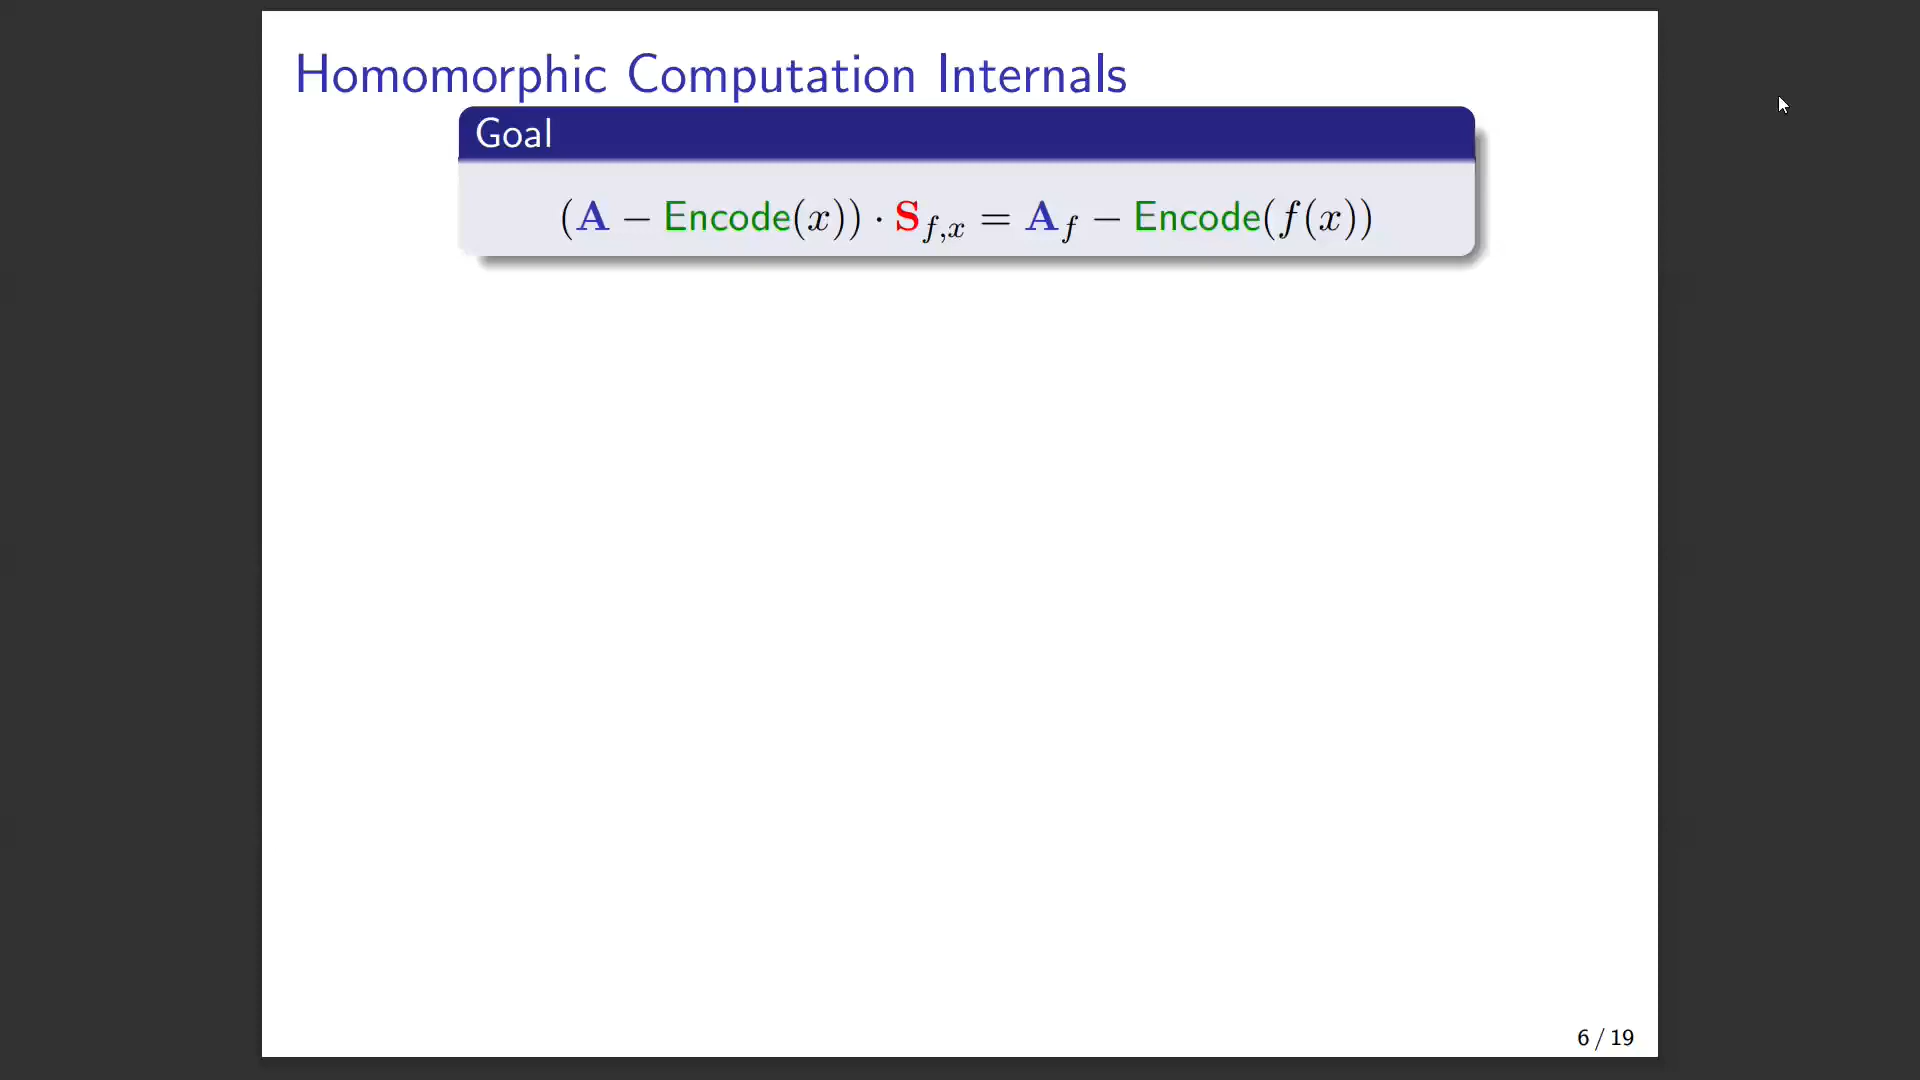 Homomorphic Computation Internals
Goal
(A − Encode(x)) · S_{f,x} = A_f − Encode(f(x))
6 / 19